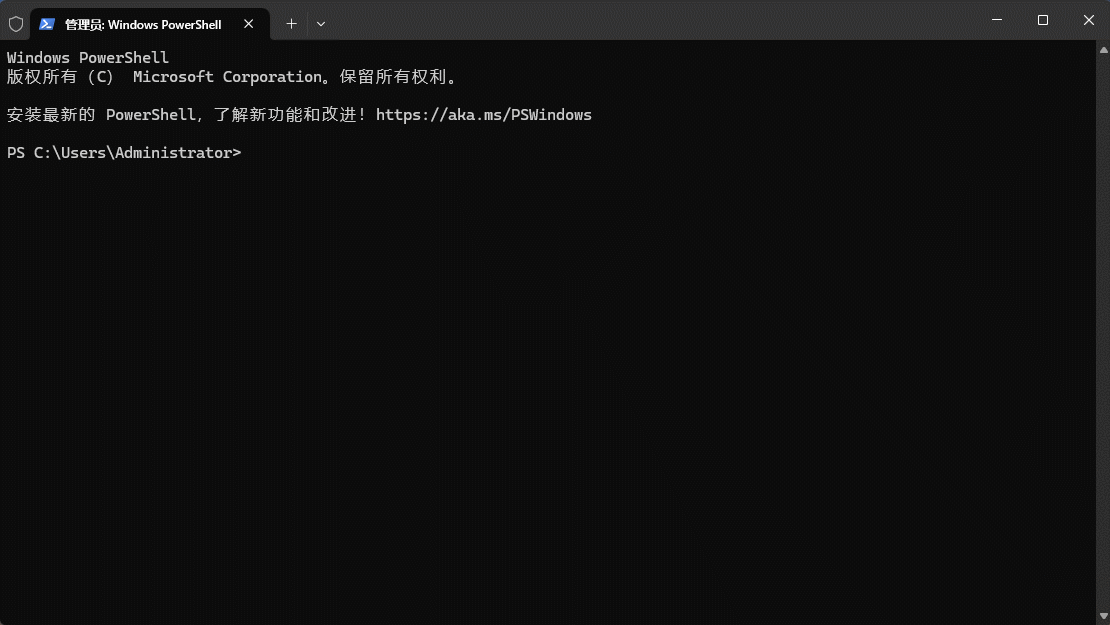 管理员: Windows PowerShell
Windows PowerShell
版权所有（C） Microsoft Corporation。保留所有权利。
安装最新的 PowerShell，了解新功能和改进！https://aka.ms/PSWindows
PS C:\Users\Administrator>